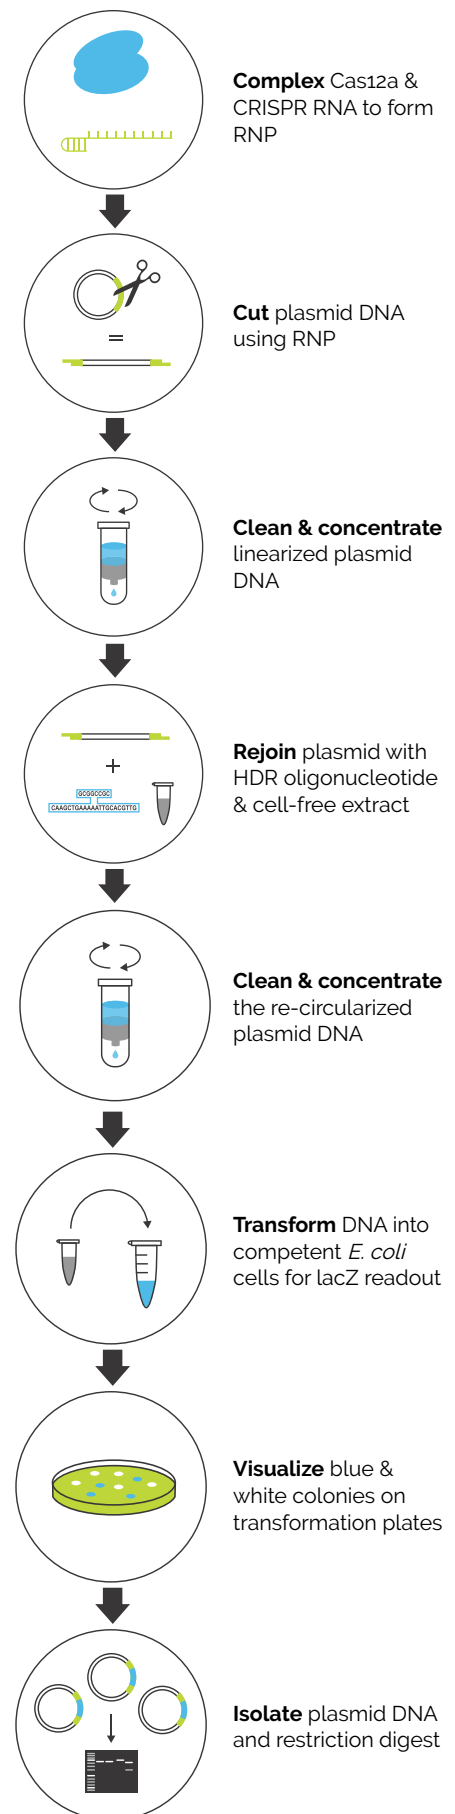 Complex Cas12a &
CRISPR RNA to form
RNP
Cut plasmid DNA
using RNP
=
Clean & concentrate
linearized plasmid
DNA
+
GCGGCCGC
CAAGCTGAAAAATTGCACGTTG
Rejoin plasmid with
HDR oligonucleotide
& cell-free extract
Clean & concentrate
the re-circularized
plasmid DNA
Transform DNA into
competent E. coli
cells for lacZ readout
Visualize blue &
white colonies on
transformation plates
Isolate plasmid DNA
and restriction digest